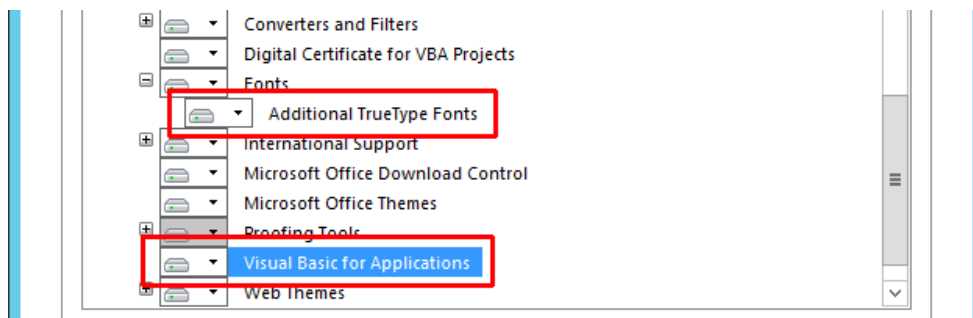 Converters and Filters
Digital Certificate for VBA Projects
Fonts
Additional TrueType Fonts
International Support
Microsoft Office Download Control
Microsoft Office Themes
Proofing Tools
Visual Basic for Applications
Web Themes